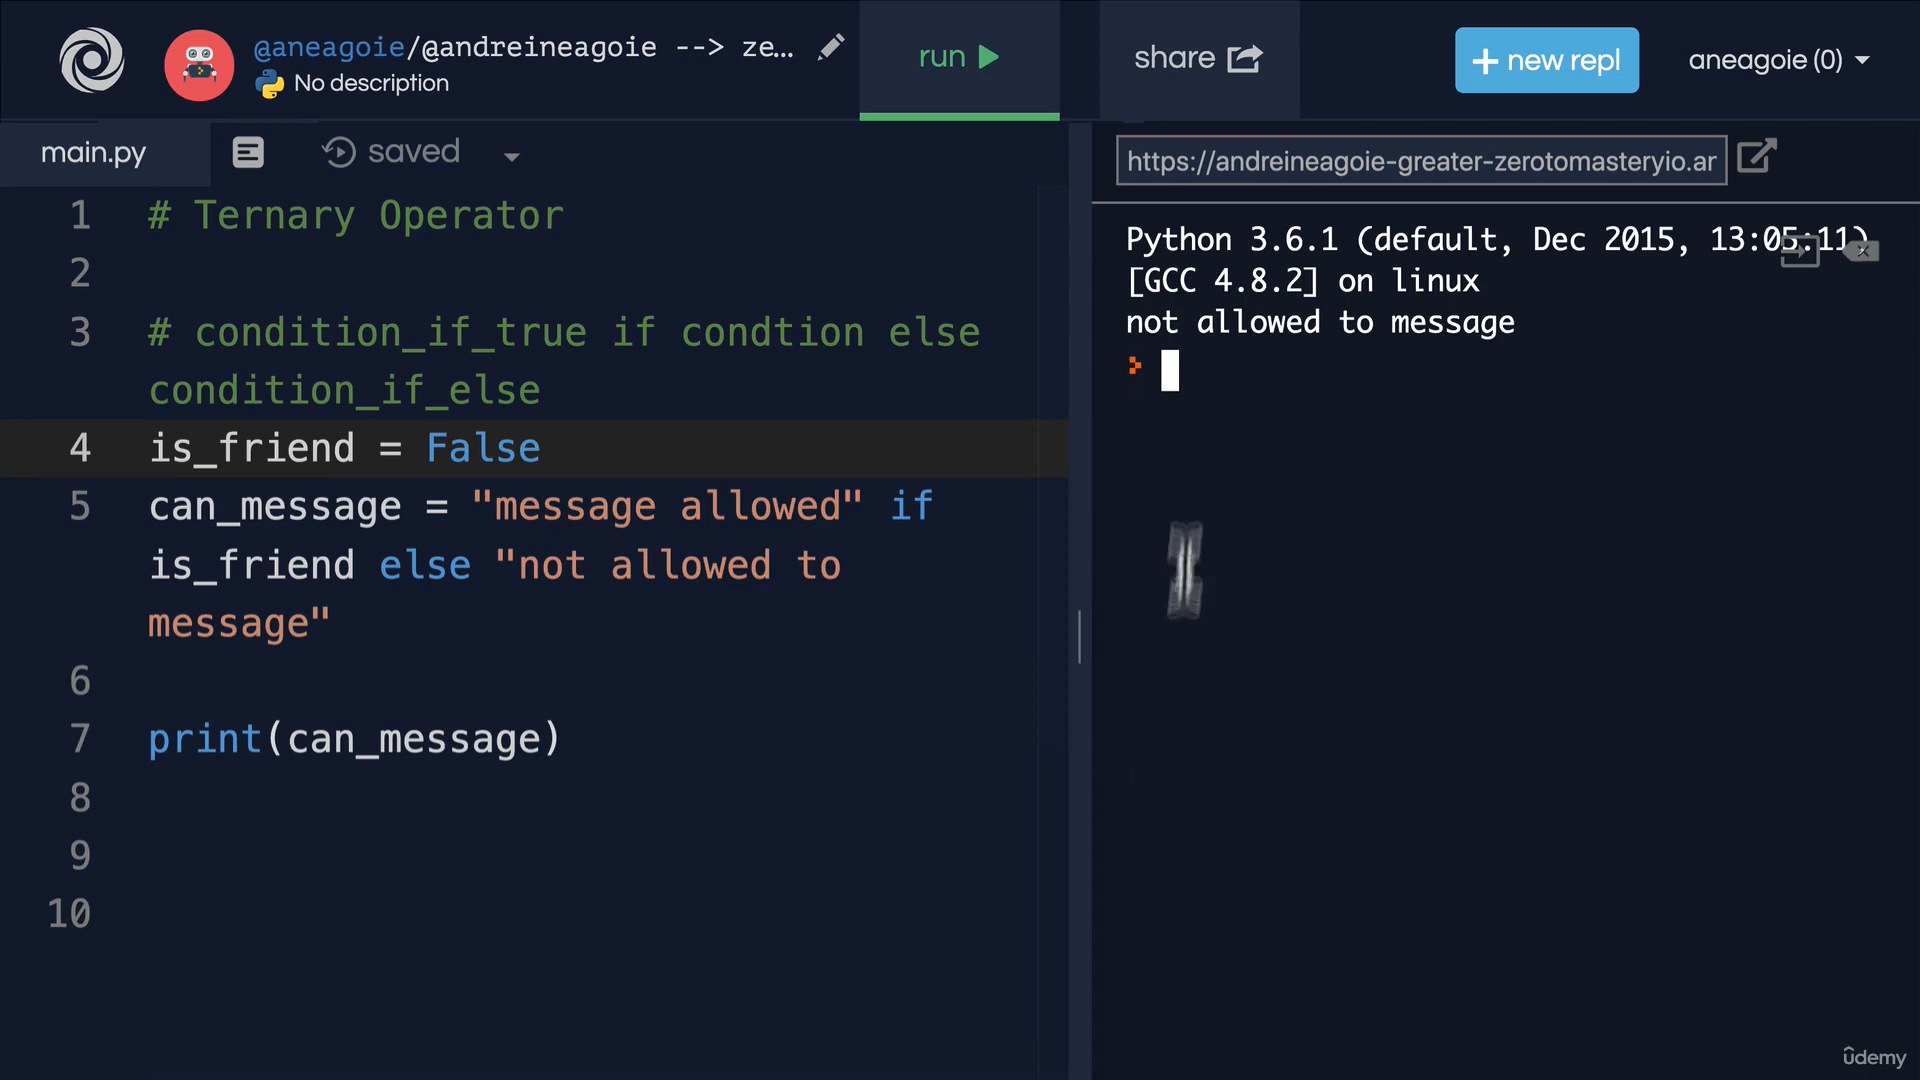 @aneagoie/@andreineagoie --> ze...
No description
run
share
+ new repl
aneagoie (0)
main.py
saved
https://andreineagoie-greater-zerotomasteryio.ar
1 # Ternary Operator
2
3 # condition_if_true if condtion else
condition_if_else
4 is_friend = False
5 can_message = "message allowed" if
is_friend else "not allowed to
message"
6
7 print(can_message)
8
9
10
Python 3.6.1 (default, Dec 2015, 13:05:11)
[GCC 4.8.2] on linux
not allowed to message
ûdemy